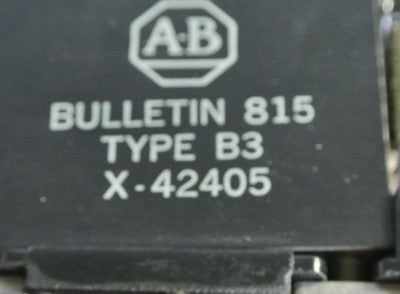 A-B
BULLETIN 815
TYPE B3
X-42405